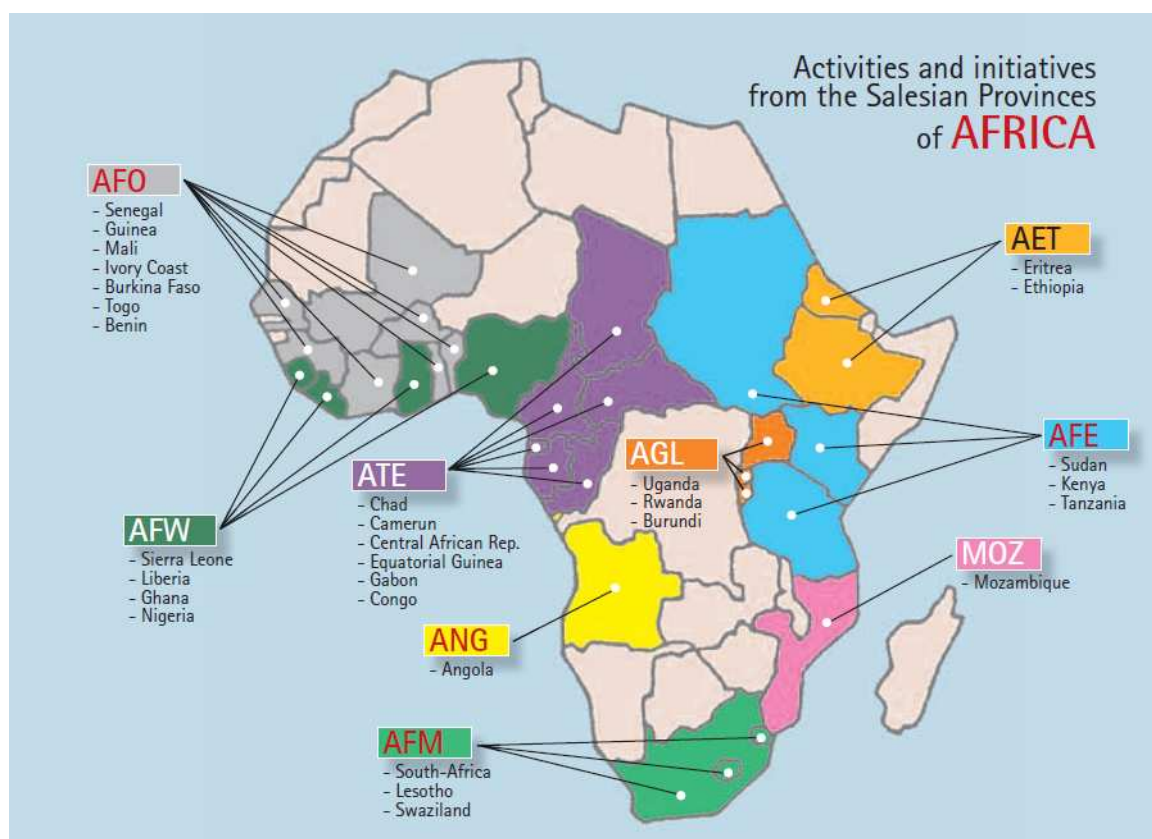 Activities and initiatives
from the Salesian Provinces
of AFRICA
AFO
- Senegal
- Guinea
- Mali
- Ivory Coast
- Burkina Faso
- Togo
- Benin
AET
- Eritrea
- Ethiopia
AFE
- Sudan
- Kenya
- Tanzania
AGL
- Uganda
- Rwanda
- Burundi
ATE
- Chad
- Camerun
- Central African Rep.
- Equatorial Guinea
- Gabon
- Congo
AFW
- Sierra Leone
- Liberia
- Ghana
- Nigeria
MOZ
- Mozambique
ANG
- Angola
AFM
- South-Africa
- Lesotho
- Swaziland